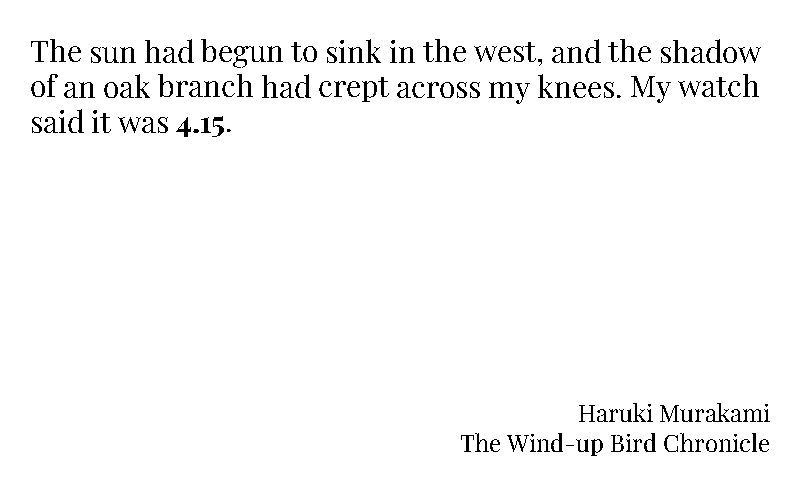 The sun had begun to sink in the west, and the shadow
of an oak branch had crept across my knees. My watch
said it was 4.15.
Haruki Murakami
The Wind-up Bird Chronicle